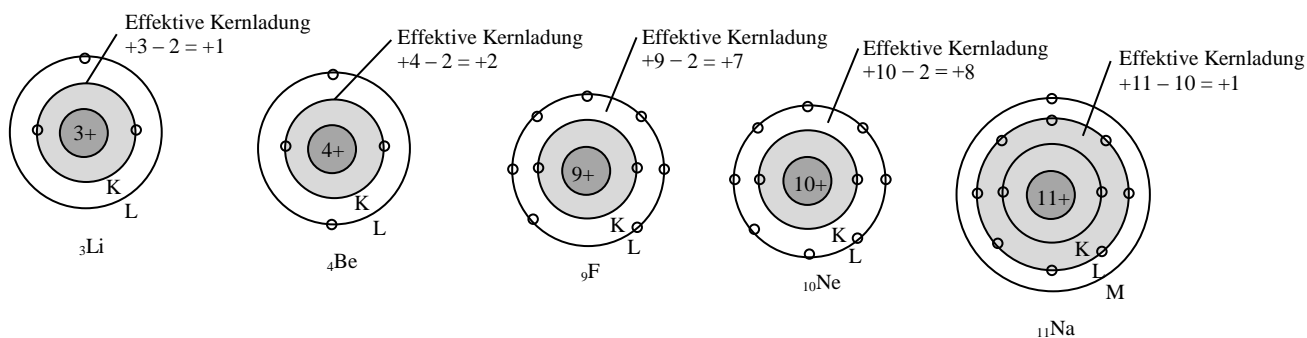 Effektive Kernladung
+3 – 2 = +1
3+
K
L
₃Li
Effektive Kernladung
+4 – 2 = +2
4+
K
L
₄Be
Effektive Kernladung
+9 – 2 = +7
9+
K
L
₉F
Effektive Kernladung
+10 – 2 = +8
10+
K
L
₁₀Ne
Effektive Kernladung
+11 – 10 = +1
11+
K
L
M
₁₁Na